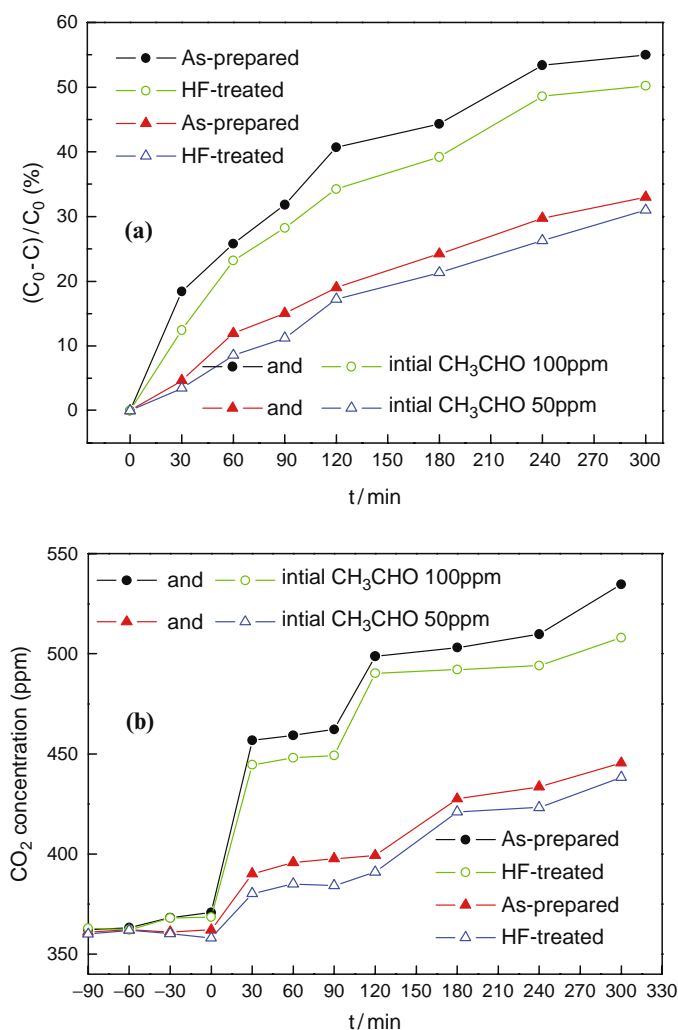 60
50
40
30
20
10
0
(C₀-C) / C₀ (%)
As-prepared
HF-treated
As-prepared
HF-treated
(a)
and intial CH₃CHO 100ppm
and intial CH₃CHO 50ppm
0 30 60 90 120 150 180 210 240 270 300
t / min
550
500
450
400
350
CO₂ concentration (ppm)
and intial CH₃CHO 100ppm
and intial CH₃CHO 50ppm
(b)
As-prepared
HF-treated
As-prepared
HF-treated
−90 −60 −30 0 30 60 90 120 150 180 210 240 270 300 330
t / min